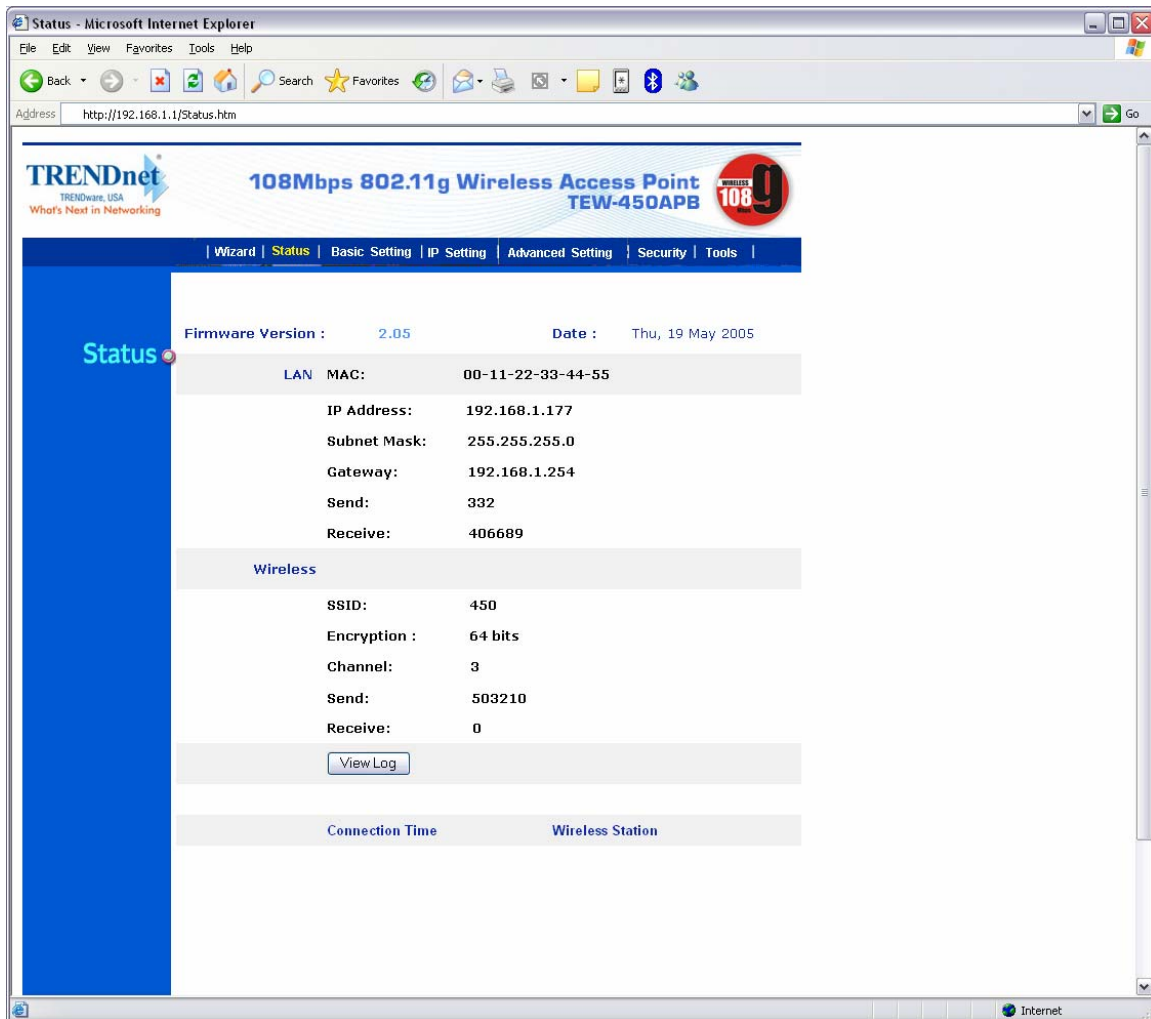 Status - Microsoft Internet Explorer
File Edit View Favorites Tools Help
Back Search Favorites
Address http://192.168.1.1/Status.htm Go
TRENDnet
TRENDware, USA
What's Next in Networking
108Mbps 802.11g Wireless Access Point
TEW-450APB
WIRELESS
108
Mbps
g
| Wizard | Status | Basic Setting | IP Setting | Advanced Setting | Security | Tools |
Status
Firmware Version : 2.05 Date : Thu, 19 May 2005
LAN MAC: 00-11-22-33-44-55
IP Address: 192.168.1.177
Subnet Mask: 255.255.255.0
Gateway: 192.168.1.254
Send: 332
Receive: 406689
Wireless
SSID: 450
Encryption : 64 bits
Channel: 3
Send: 503210
Receive: 0
View Log
Connection Time Wireless Station
Internet